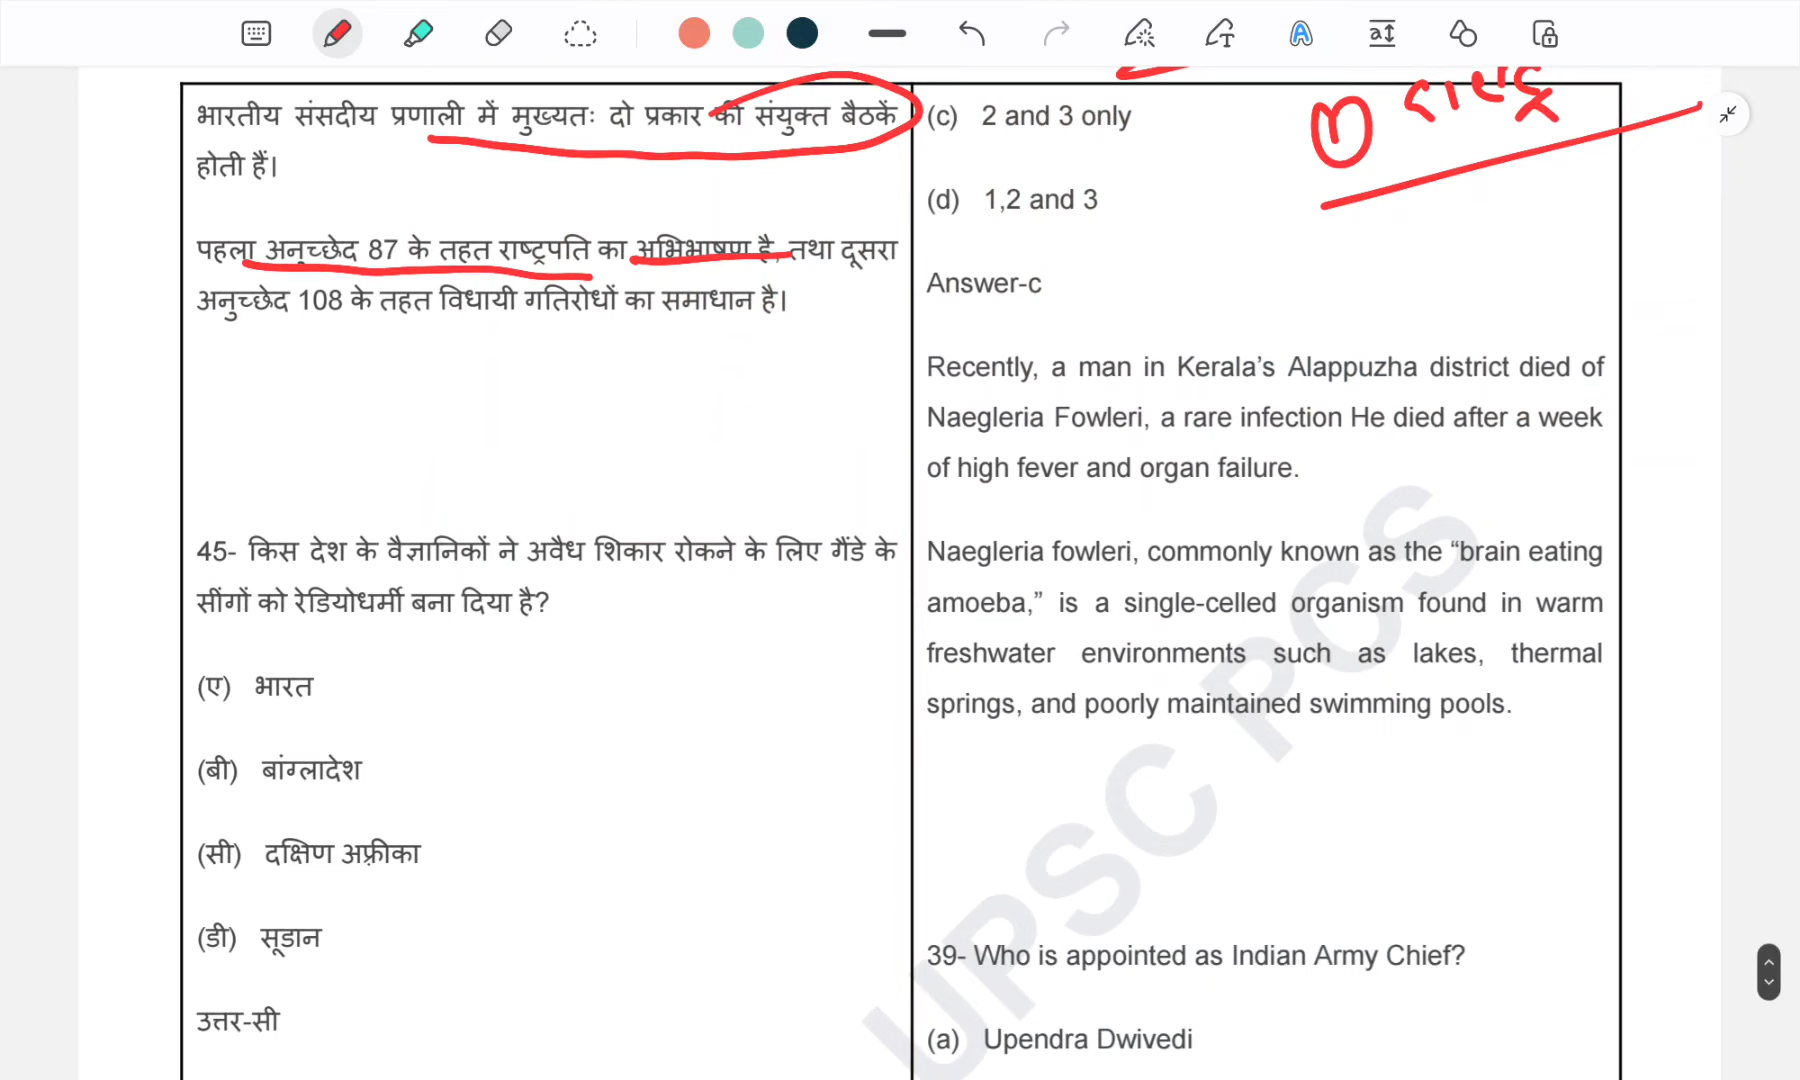 भारतीय संसदीय प्रणाली में मुख्यतः दो प्रकार की संयुक्त बैठकें
होती हैं।
पहला अनुच्छेद 87 के तहत राष्ट्रपति का अभिभाषण है, तथा दूसरा
अनुच्छेद 108 के तहत विधायी गतिरोधों का समाधान है।
45- किस देश के वैज्ञानिकों ने अवैध शिकार रोकने के लिए गैंडे के
सींगों को रेडियोधर्मी बना दिया है?
(ए) भारत
(बी) बांग्लादेश
(सी) दक्षिण अफ़्रीका
(डी) सूडान
उत्तर-सी
(c) 2 and 3 only
(d) 1,2 and 3
Answer-c
Recently, a man in Kerala’s Alappuzha district died of
Naegleria Fowleri, a rare infection He died after a week
of high fever and organ failure.
Naegleria fowleri, commonly known as the “brain eating
amoeba,” is a single-celled organism found in warm
freshwater environments such as lakes, thermal
springs, and poorly maintained swimming pools.
39- Who is appointed as Indian Army Chief?
(a) Upendra Dwivedi
UPSC PCS